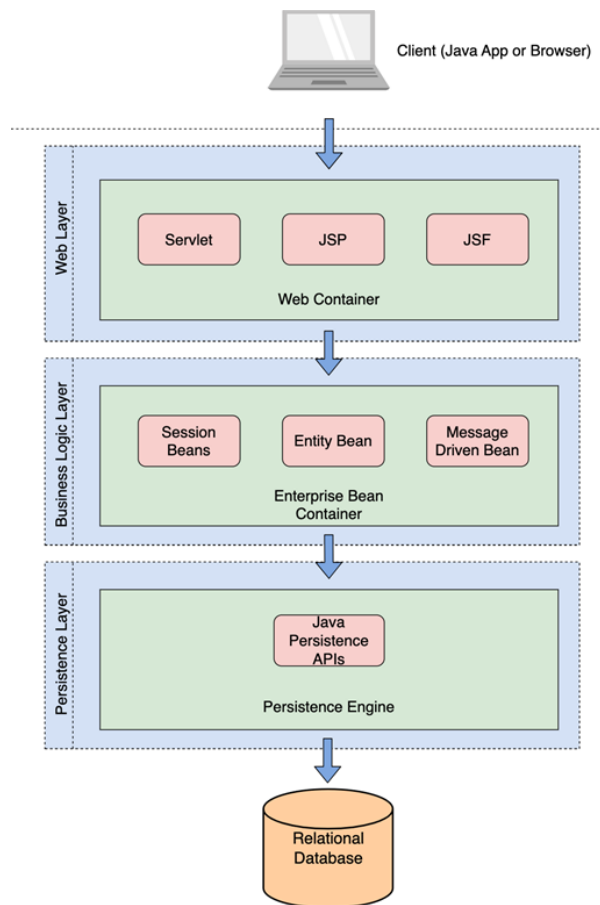 Client (Java App or Browser)
Web Layer
Servlet
JSP
JSF
Web Container
Business Logic Layer
Session
Beans
Entity Bean
Message
Driven Bean
Enterprise Bean
Container
Persistence Layer
Java
Persistence
APIs
Persistence Engine
Relational
Database